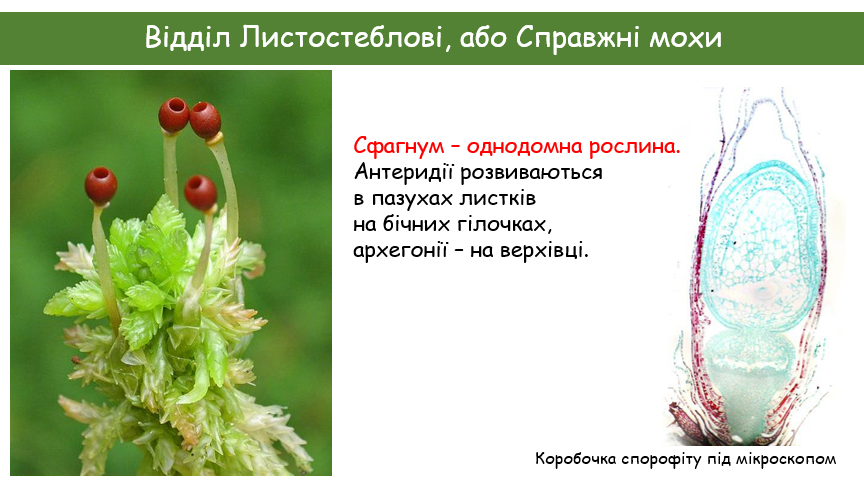 Відділ Листостеблові, або Справжні мохи
Сфагнум – однодомна рослина.
Антеридії розвиваються
в пазухах листків
на бічних гілочках,
архегонії – на верхівці.
Коробочка спорофіту під мікроскопом